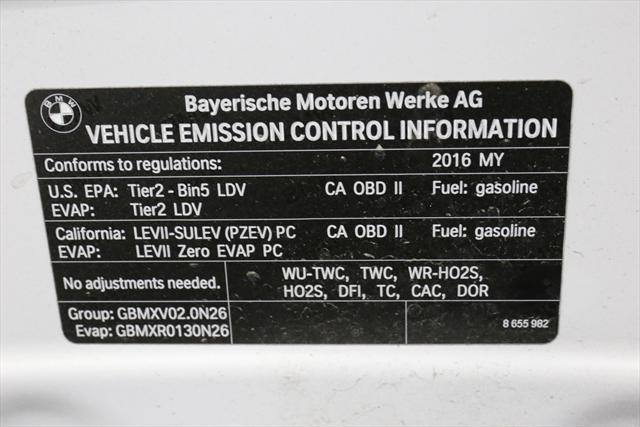 BMW
Bayerische Motoren Werke AG
VEHICLE EMISSION CONTROL INFORMATION
Conforms to regulations: 2016 MY
U.S. EPA: Tier2 - Bin5 LDV CA OBD II Fuel: gasoline
EVAP: Tier2 LDV
California: LEVII-SULEV (PZEV) PC CA OBD II Fuel: gasoline
EVAP: LEVII Zero EVAP PC
No adjustments needed.
WU-TWC, TWC, WR-HO2S,
HO2S, DFI, TC, CAC, DOR
Group: GBMXV02.0N26
Evap: GBMXR0130N26
8 655 982